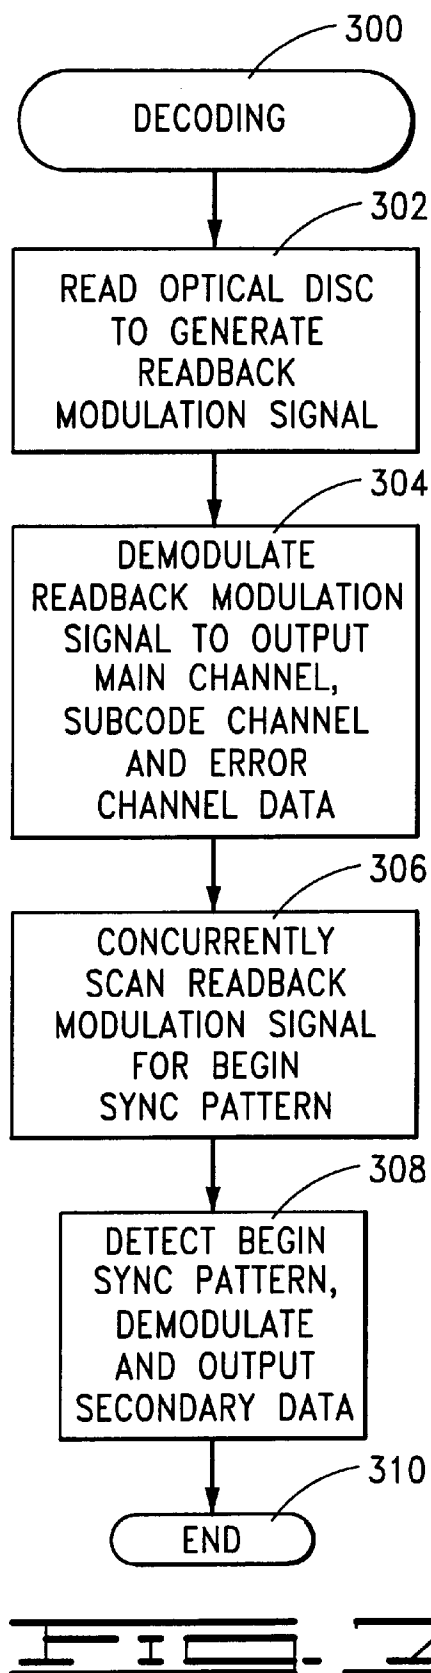 300
DECODING
302
READ OPTICAL DISC
TO GENERATE
READBACK
MODULATION SIGNAL
304
DEMODULATE
READBACK MODULATION
SIGNAL TO OUTPUT
MAIN CHANNEL,
SUBCODE CHANNEL
AND ERROR
CHANNEL DATA
306
CONCURRENTLY
SCAN READBACK
MODULATION SIGNAL
FOR BEGIN
SYNC PATTERN
308
DETECT BEGIN
SYNC PATTERN,
DEMODULATE
AND OUTPUT
SECONDARY DATA
310
END